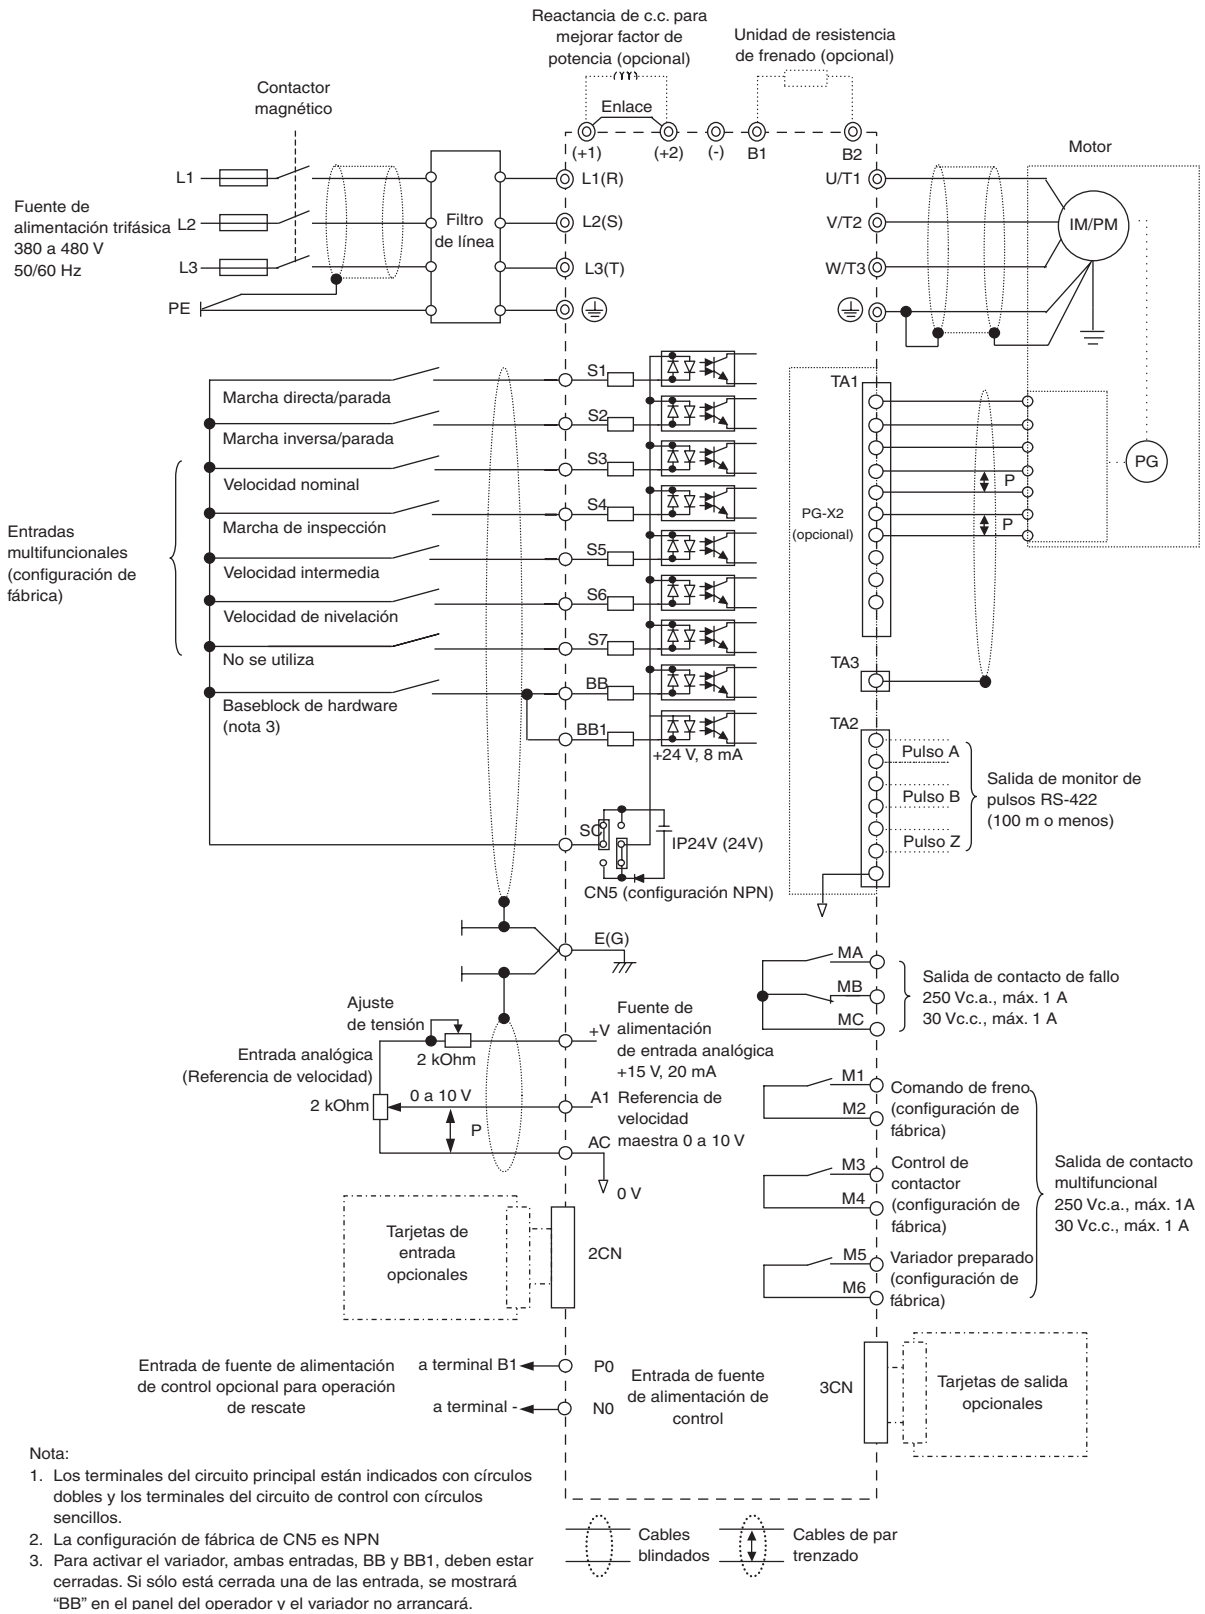 Reactancia de c.c. para
mejorar factor de
potencia (opcional)
Unidad de resistencia
de frenado (opcional)
Contactor
magnético
Enlace
(+1)
(+2)
(-)
B1
B2
Motor
L1
L1(R)
U/T1
Fuente de
alimentación trifásica
380 a 480 V
50/60 Hz
L2
Filtro
de línea
L2(S)
V/T2
IM/PM
L3
L3(T)
W/T3
PE
S1
Marcha directa/parada
TA1
S2
Marcha inversa/parada
S3
Velocidad nominal
PG
P
S4
Marcha de inspección
PG-X2
(opcional)
P
Entradas
multifuncionales
(configuración de
fábrica)
S5
Velocidad intermedia
S6
Velocidad de nivelación
S7
No se utiliza
TA3
BB
Baseblock de hardware
(nota 3)
BB1
+24 V, 8 mA
TA2
Pulso A
Pulso B
Pulso Z
Salida de monitor de
pulsos RS-422
(100 m o menos)
SC
IP24V (24V)
CN5 (configuración NPN)
E(G)
MA
MB
MC
Salida de contacto de fallo
250 Vc.a., máx. 1 A
30 Vc.c., máx. 1 A
Ajuste
de tensión
2 kOhm
+V
Fuente de
alimentación
de entrada analógica
+15 V, 20 mA
Entrada analógica
(Referencia de velocidad)
2 kOhm
0 a 10 V
P
A1
Referencia de
velocidad
maestra 0 a 10 V
AC
0 V
M1
M2
Comando de freno
(configuración de
fábrica)
M3
M4
Control de
contactor
(configuración de
fábrica)
M5
M6
Variador preparado
(configuración de
fábrica)
Salida de contacto
multifuncional
250 Vc.a., máx. 1A
30 Vc.c., máx. 1 A
Tarjetas de
entrada
opcionales
2CN
Entrada de fuente de alimentación
de control opcional para operación
de rescate
a terminal B1
a terminal -
P0
N0
Entrada de fuente
de alimentación de
control
3CN
Tarjetas de salida
opcionales
Nota:
1. Los terminales del circuito principal están indicados con círculos
dobles y los terminales del circuito de control con círculos
sencillos.
2. La configuración de fábrica de CN5 es NPN
3. Para activar el variador, ambas entradas, BB y BB1, deben estar
cerradas. Si sólo está cerrada una de las entrada, se mostrará
“BB” en el panel del operador y el variador no arrancará.
Cables
blindados
Cables de par
trenzado